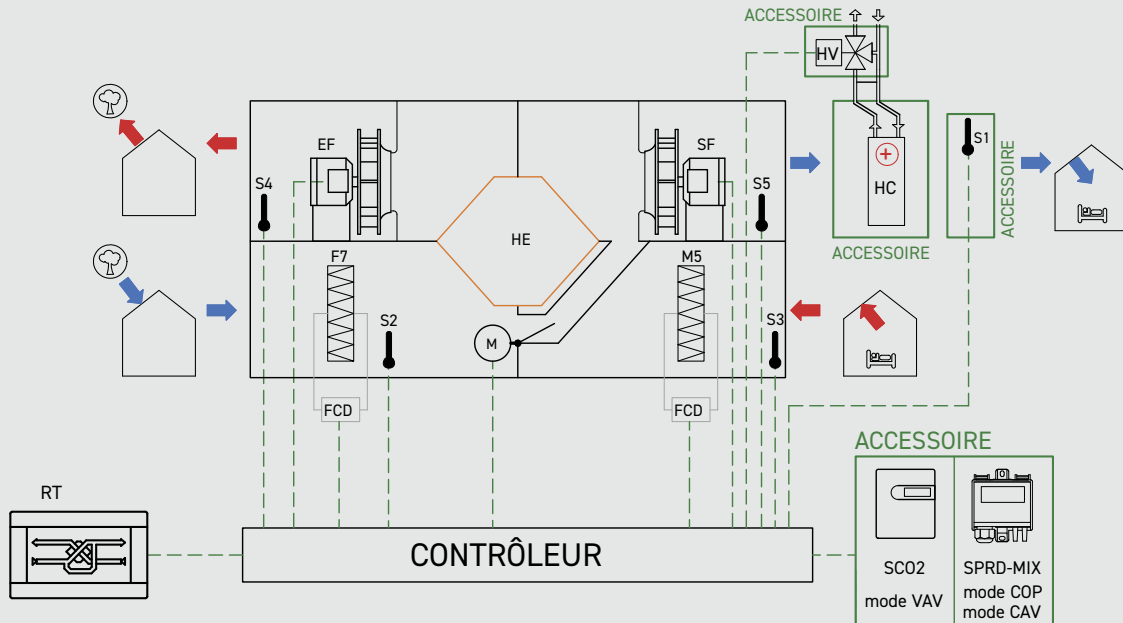 ACCESSOIRE
HV
EF
SF
S4
S5
HE
HC
S1
ACCESSOIRE
ACCESSOIRE
F7
M5
S2
M
S3
FCD
FCD
RT
CONTRÔLEUR
ACCESSOIRE
SCO2
mode VAV
SPRD-MIX
mode COP
mode CAV